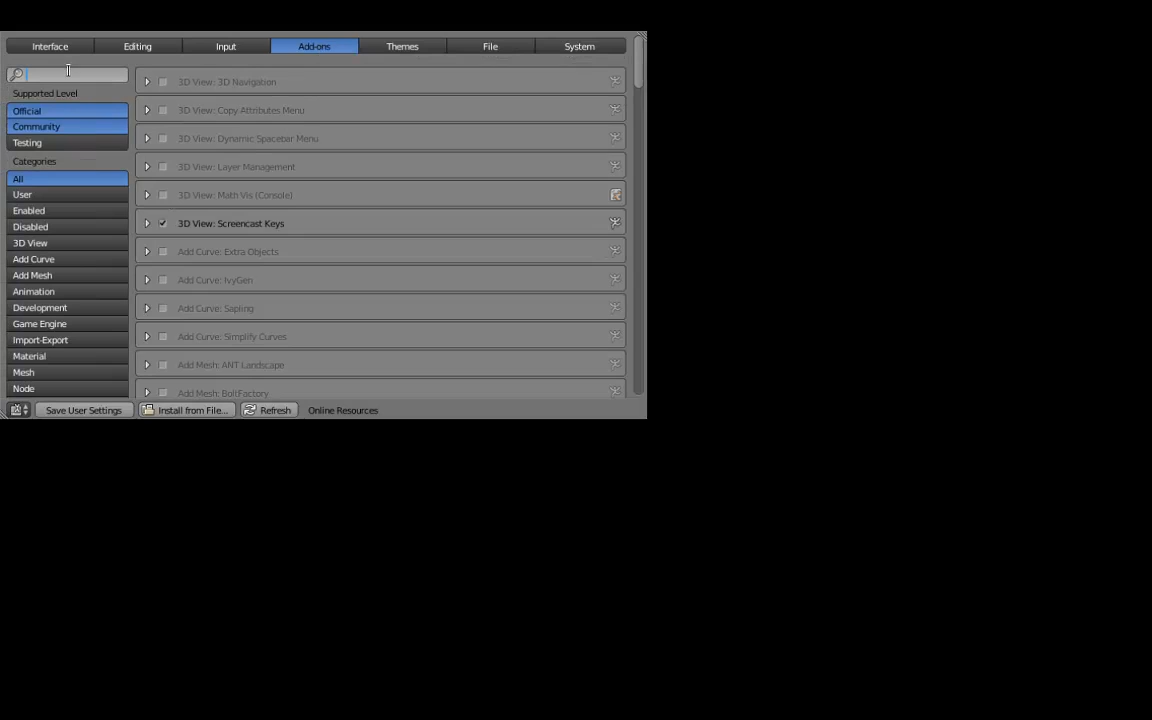 Interface Editing Input Add-ons Themes File System
Supported Level
Official
Community
Testing
Categories
All
User
Enabled
Disabled
3D View
Add Curve
Add Mesh
Animation
Development
Game Engine
Import-Export
Material
Mesh
Node
3D View: 3D Navigation
3D View: Copy Attributes Menu
3D View: Dynamic Spacebar Menu
3D View: Layer Management
3D View: Math Vis (Console)
3D View: Screencast Keys
Add Curve: Extra Objects
Add Curve: IvyGen
Add Curve: Sapling
Add Curve: Simplify Curves
Add Mesh: ANT Landscape
Add Mesh: BoltFactory
Save User Settings Install from File... Refresh Online Resources